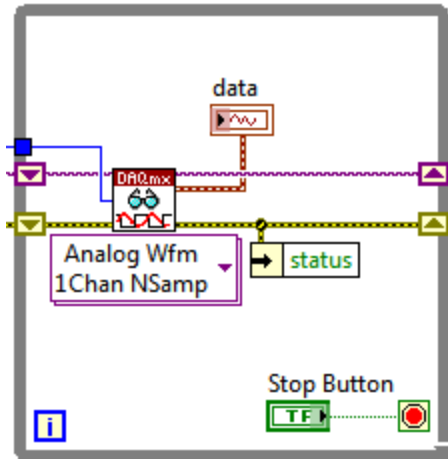 data
DAQmx
Analog Wfm
1Chan NSamp
status
Stop Button
TF
i